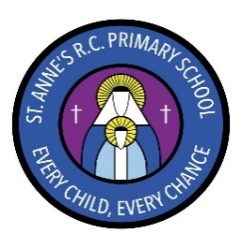 ST. ANNE'S R.C. PRIMARY SCHOOL
EVERY CHILD, EVERY CHANCE